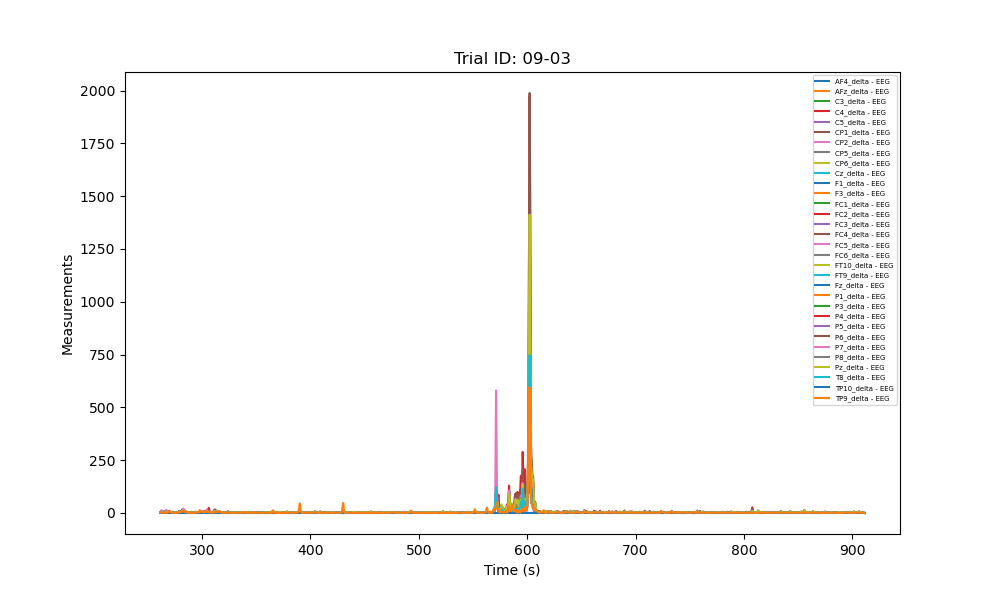 Trial ID: 09-03
Measurements
2000
1750
1500
1250
1000
750
500
250
0
300
400
500
600
700
800
900
Time (s)
AF4_delta - EEG
AFz_delta - EEG
C3_delta - EEG
C4_delta - EEG
C5_delta - EEG
CP1_delta - EEG
CP2_delta - EEG
CP5_delta - EEG
CP6_delta - EEG
Cz_delta - EEG
F1_delta - EEG
F3_delta - EEG
FC1_delta - EEG
FC2_delta - EEG
FC3_delta - EEG
FC4_delta - EEG
FC5_delta - EEG
FC6_delta - EEG
FT10_delta - EEG
FT9_delta - EEG
Fz_delta - EEG
P1_delta - EEG
P3_delta - EEG
P4_delta - EEG
P5_delta - EEG
P6_delta - EEG
P7_delta - EEG
P8_delta - EEG
Pz_delta - EEG
T8_delta - EEG
TP10_delta - EEG
TP9_delta - EEG